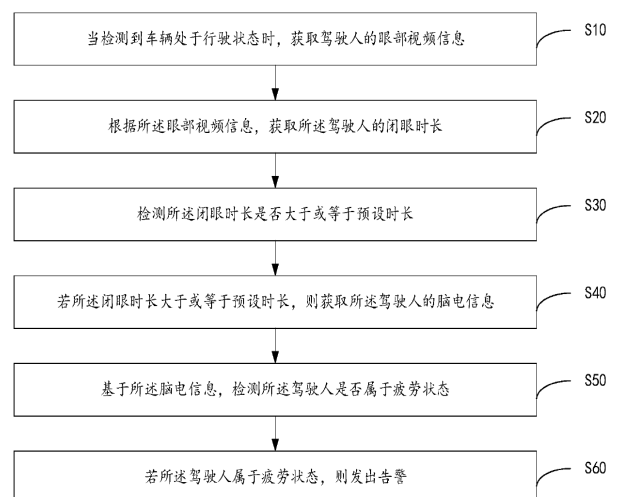 当检测到车辆处于行驶状态时，获取驾驶人的眼部视频信息
S10
根据所述眼部视频信息，获取所述驾驶人的闭眼时长
S20
检测所述闭眼时长是否大于或等于预设时长
S30
若所述闭眼时长大于或等于预设时长，则获取所述驾驶人的脑电信息
S40
基于所述脑电信息，检测所述驾驶人是否属于疲劳状态
S50
若所述驾驶人属于疲劳状态，则发出告警
S60